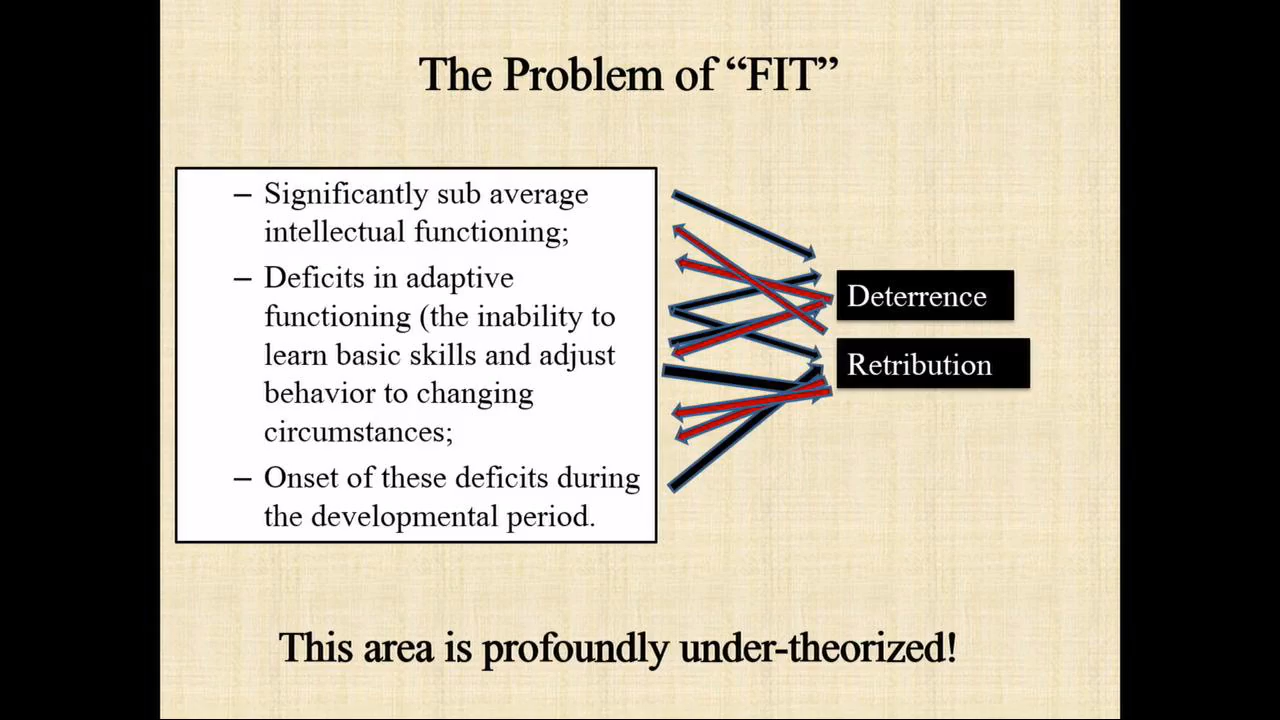 The Problem of “FIT”
– Significantly sub average
intellectual functioning;
– Deficits in adaptive
functioning (the inability to
learn basic skills and adjust
behavior to changing
circumstances;
– Onset of these deficits during
the developmental period.
Deterrence
Retribution
This area is profoundly under-theorized!